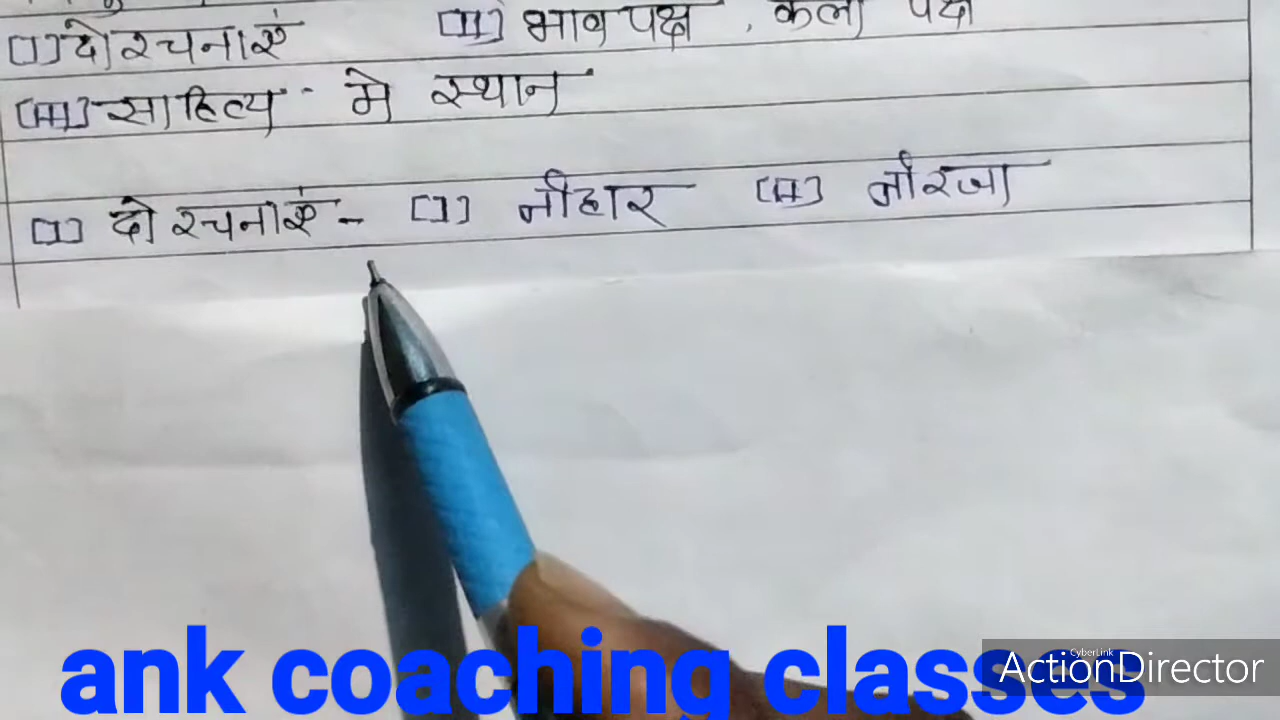 [I] दो रचनाएं [II] भाव पक्ष , कला पक्ष
[III] साहित्य में स्थान
[I] दो रचनाएं - [I] नीहार [II] नीरजा
ank coaching classes
CyberLink
ActionDirector